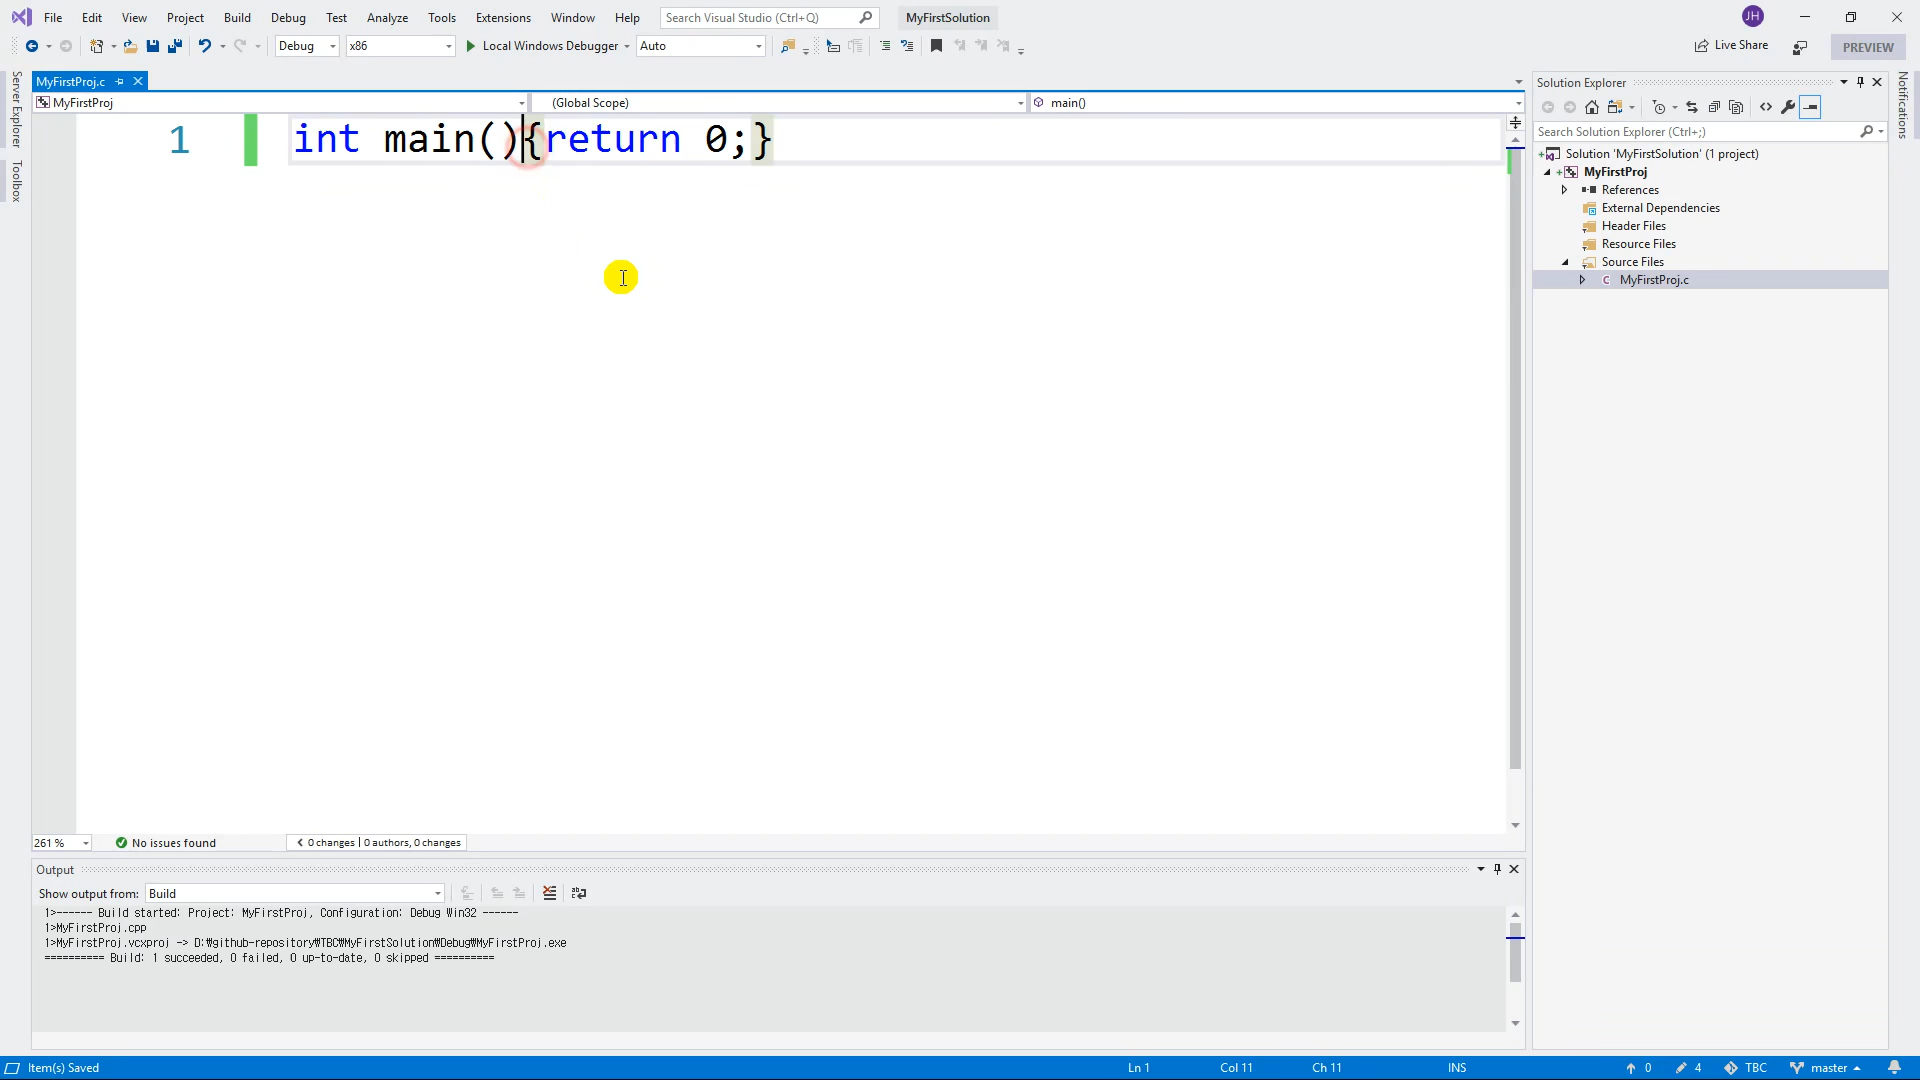 File Edit View Project Build Debug Test Analyze Tools Extensions Window Help Search Visual Studio (Ctrl+Q) MyFirstSolution JH
Debug x86 Local Windows Debugger Auto Live Share PREVIEW
Server Explorer
Toolbox
MyFirstProj.c
MyFirstProj (Global Scope) main()
1 int main(){return 0;}
261 % No issues found 0 changes | 0 authors, 0 changes
Output
Show output from: Build
1>------ Build started: Project: MyFirstProj, Configuration: Debug Win32 ------
1>MyFirstProj.cpp
1>MyFirstProj.vcxproj -> D:₩github-repository₩TBC₩MyFirstSolution₩Debug₩MyFirstProj.exe
========== Build: 1 succeeded, 0 failed, 0 up-to-date, 0 skipped ==========
Solution Explorer
Search Solution Explorer (Ctrl+;)
Solution 'MyFirstSolution' (1 project)
MyFirstProj
References
External Dependencies
Header Files
Resource Files
Source Files
MyFirstProj.c
Notifications
Item(s) Saved Ln 1 Col 11 Ch 11 INS 0 4 TBC master